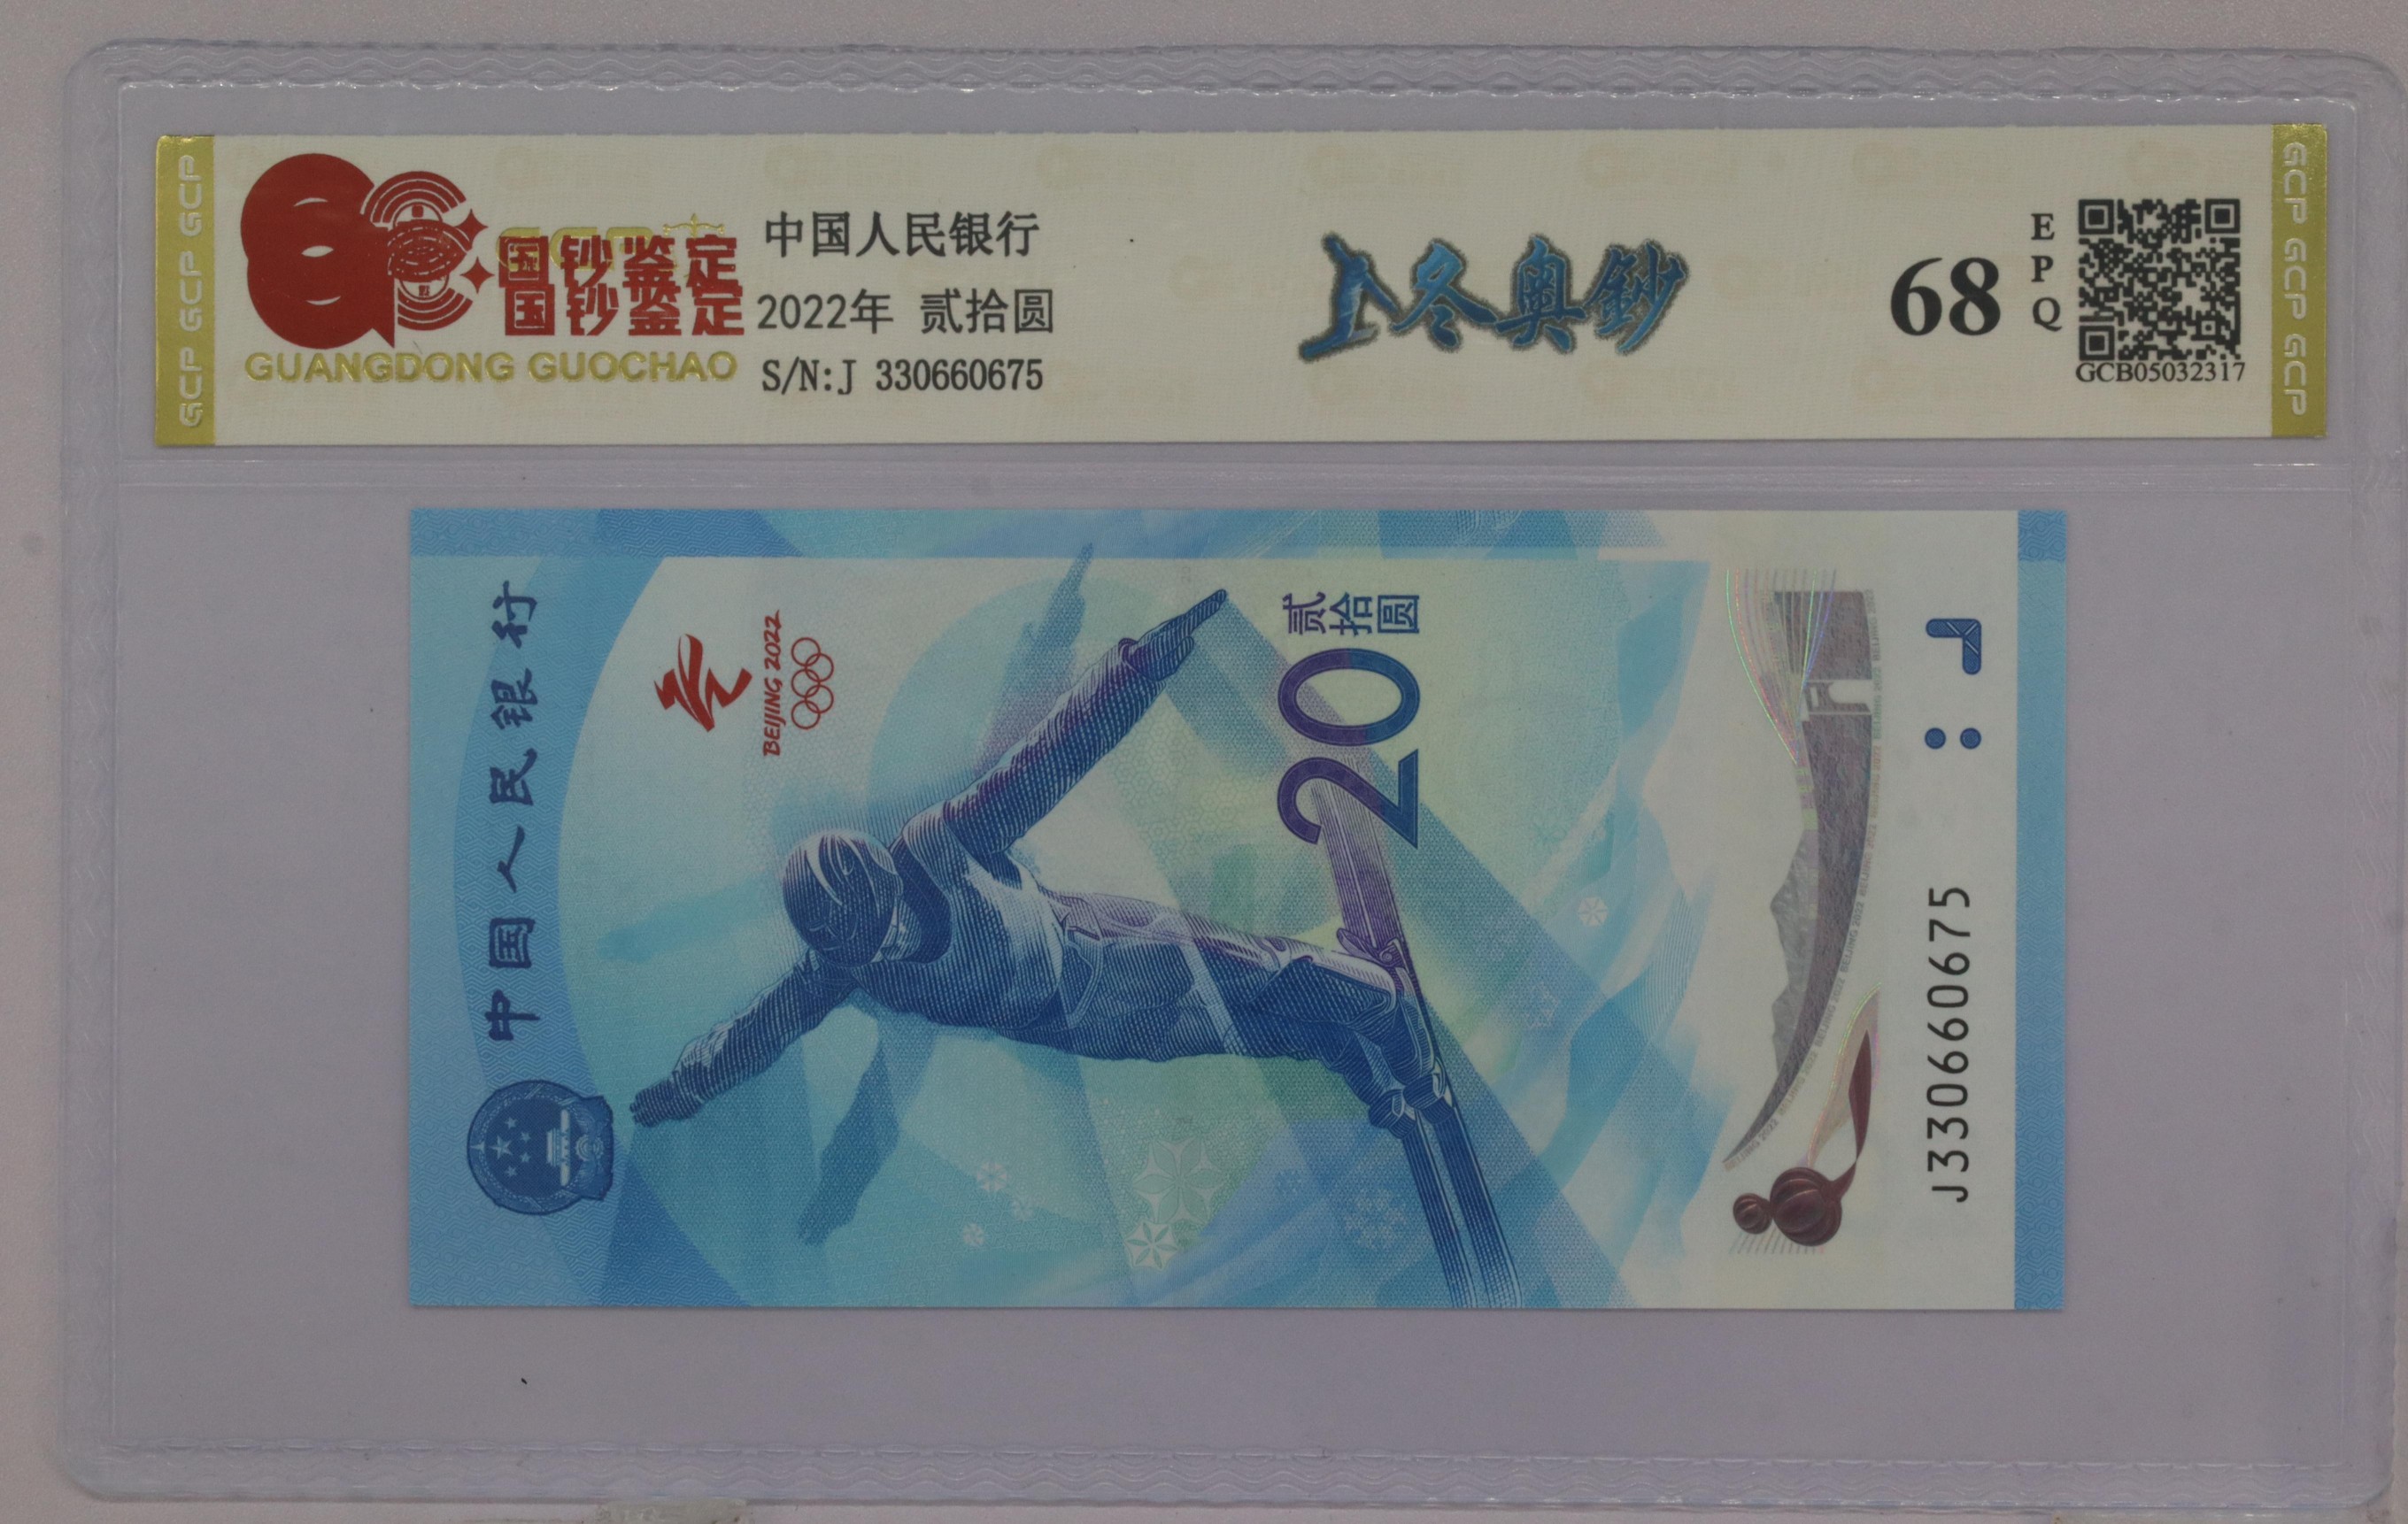 GCP GCP GCP
国钞鉴定
国钞鉴定
GUANGDONG GUOCHAO
中国人民银行
2022年 贰拾圆
S/N:J 330660675
上冬奥鈔
68
EPQ
GCB05032317
GCP GCP GCP
中国人民银行
BEIJING 2022
贰拾圆
20
J330660675